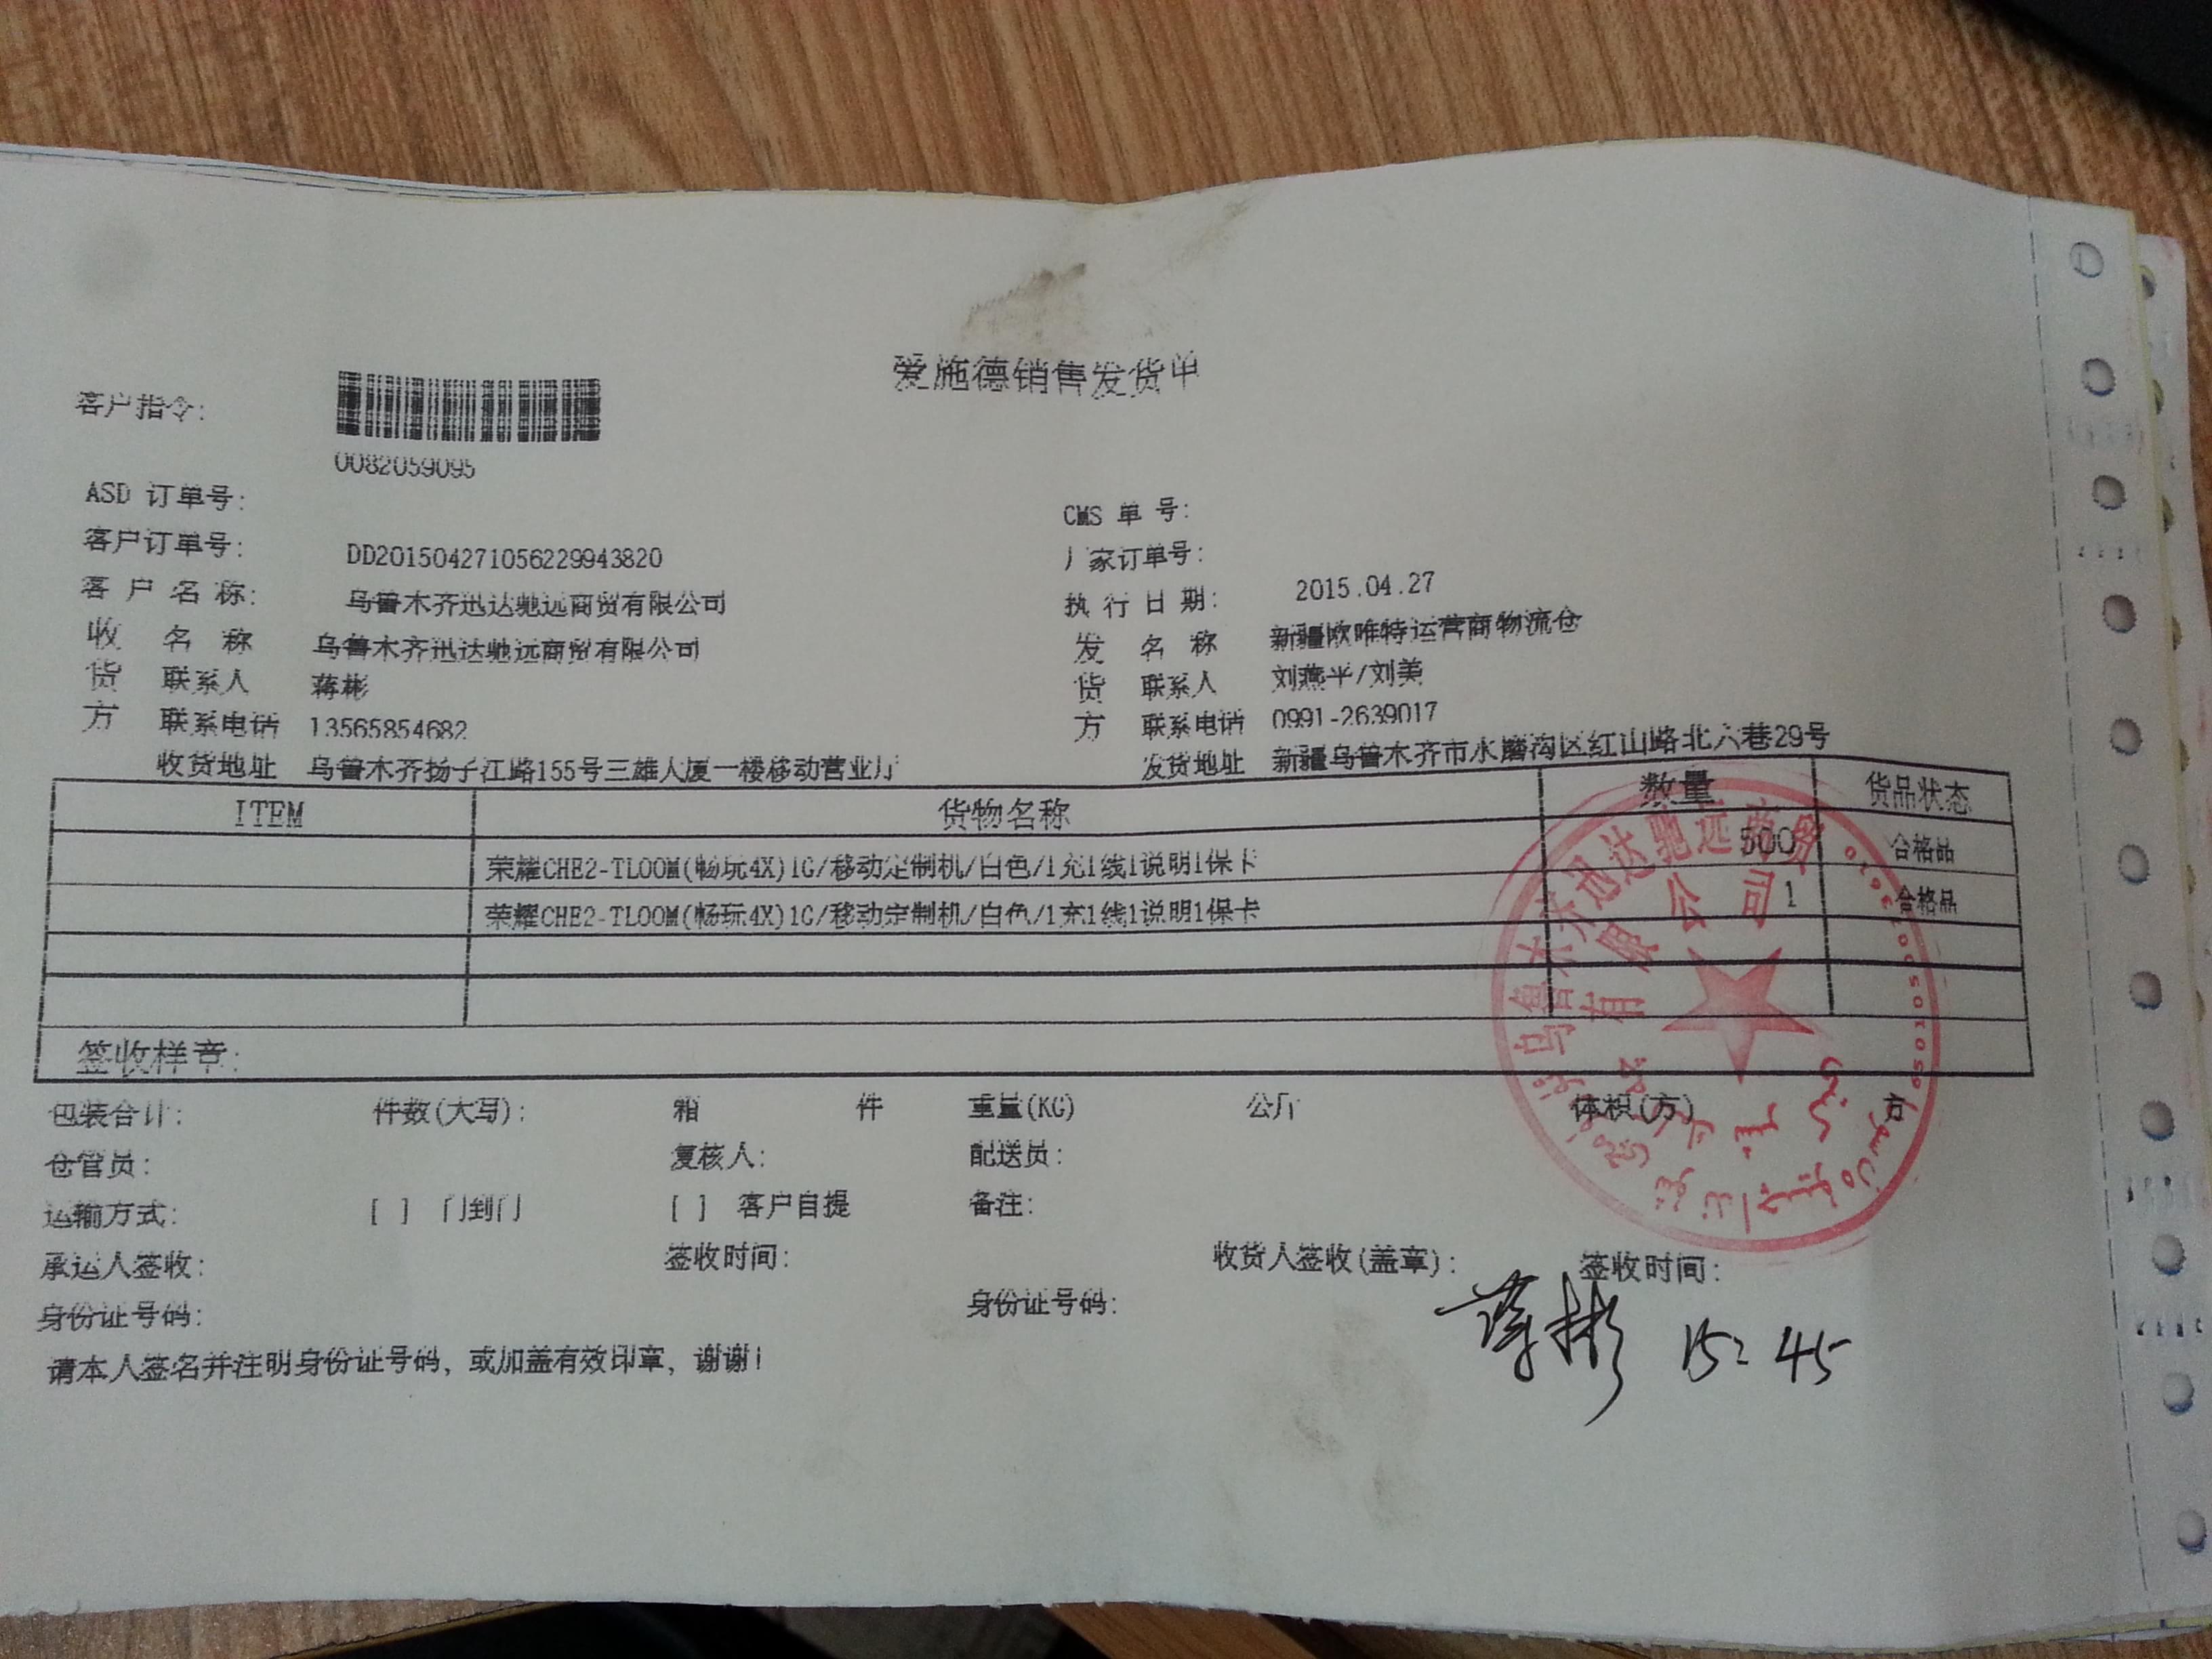 爱施德销售发货单
客户指令:
0082059095
ASD 订单号: CMS 单 号:
客户订单号: DD201504271056229943820 厂家订单号:
客 户 名 称: 乌鲁木齐迅达驰远商贸有限公司 执 行 日 期: 2015.04.27
收 名 称 乌鲁木齐迅达驰远商贸有限公司 发 名 称 新疆欧唯特运营商物流仓
货 联系人 蒋彬 货 联系人 刘燕平/刘美
方 联系电话 13565854682 方 联系电话 0991-2639017
收货地址 乌鲁木齐扬子江路155号三雄大厦一楼移动营业厅 发货地址 新疆乌鲁木齐市水磨沟区红山路北六巷29号
ITEM 货物名称 数量 货品状态
荣耀CHE2-TL00M(畅玩4X)1G/移动定制机/白色/1充1线1说明1保卡 500 合格品
荣耀CHE2-TL00M(畅玩4X)1G/移动定制机/白色/1充1线1说明1保卡 1 合格品
签收样章:
乌鲁木齐迅达驰远商贸
有限公司
包装合计: 件数(大写): 箱 件 重量(KG) 公斤 体积(方) 方
仓管员: 复核人: 配送员:
运输方式: [ ] 门到门 [ ] 客户自提 备注:
承运人签收: 签收时间: 收货人签收(盖章): 签收时间:
身份证号码: 身份证号码: 蒋彬 15:45
请本人签名并注明身份证号码, 或加盖有效印章, 谢谢!